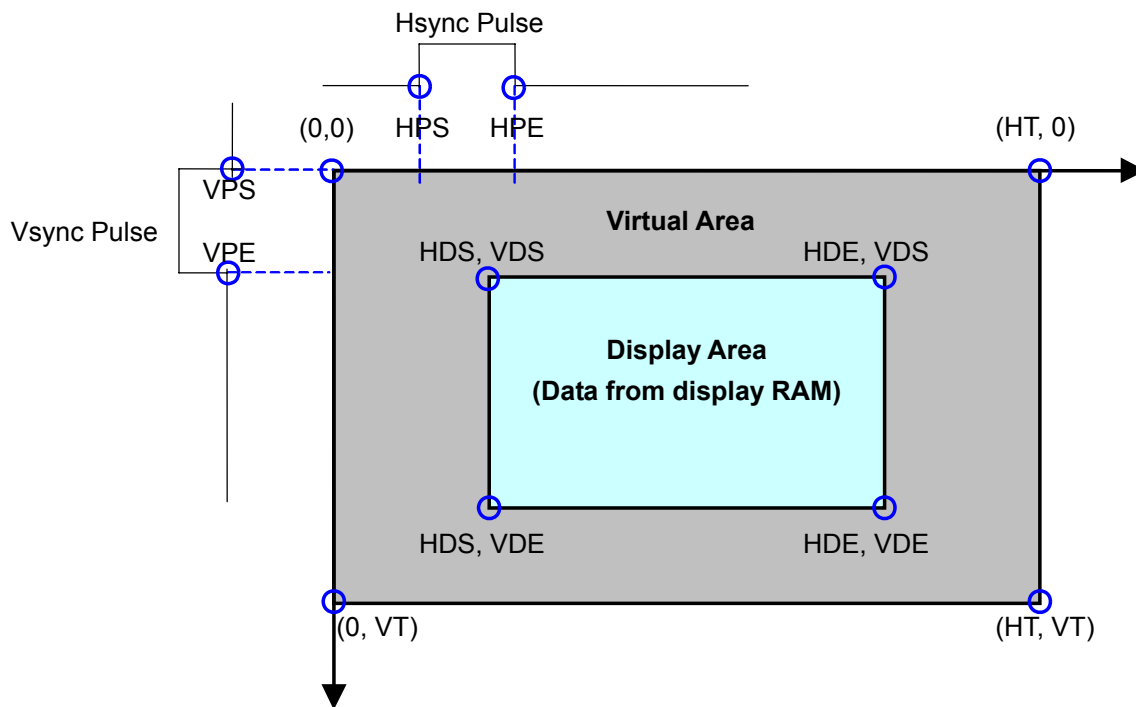 Hsync Pulse
(0,0)
HPS
HPE
(HT, 0)
VPS
Vsync Pulse
VPE
Virtual Area
HDS, VDS
HDE, VDS
Display Area
(Data from display RAM)
HDS, VDE
HDE, VDE
(0, VT)
(HT, VT)